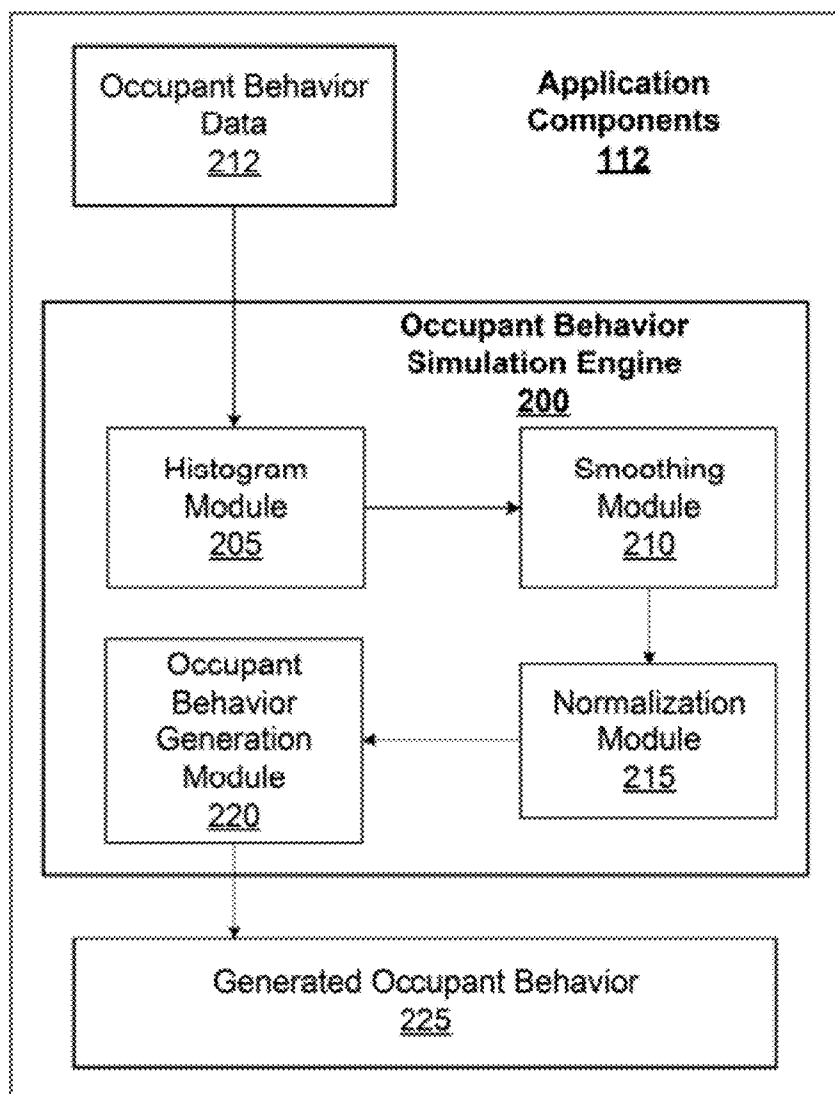 Occupant Behavior
Data
212
Application
Components
112
Occupant Behavior
Simulation Engine
200
Histogram
Module
205
Smoothing
Module
210
Occupant
Behavior
Generation
Module
220
Normalization
Module
215
Generated Occupant Behavior
225